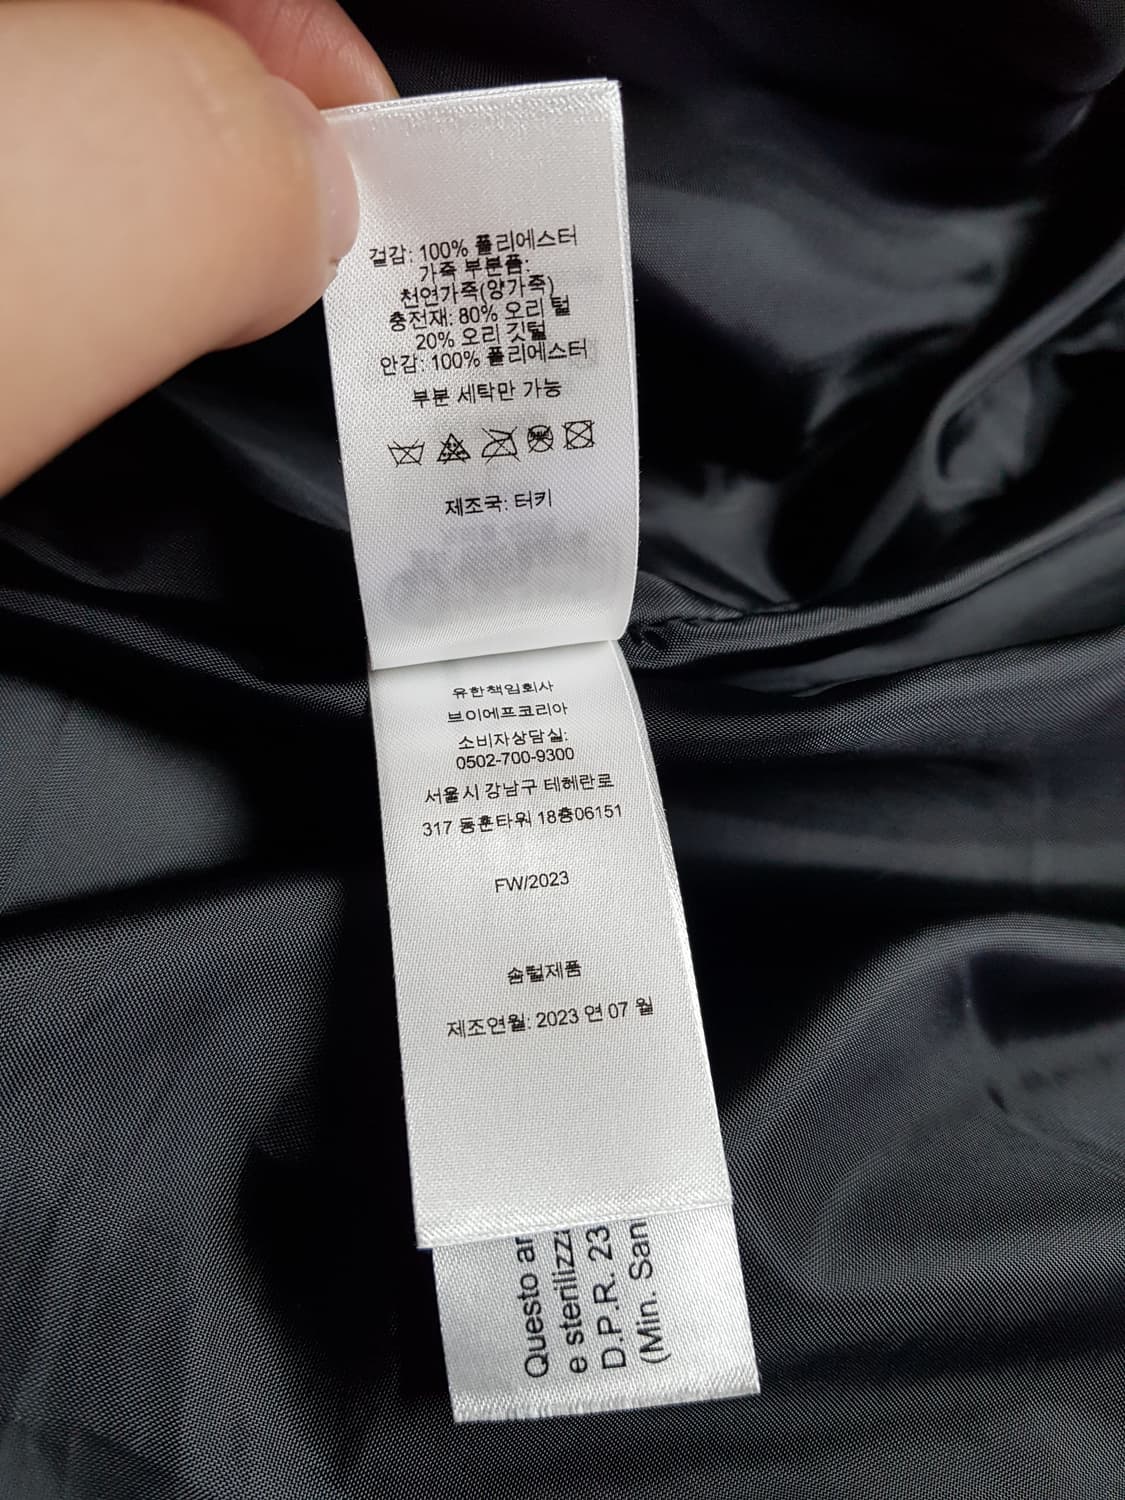 겉감: 100% 폴리에스터
가죽 부분품:
천연가죽(양가죽)
충전재: 80% 오리 털
20% 오리 깃털
안감: 100% 폴리에스터
부분 세탁만 가능
제조국: 터키
유한책임회사
브이에프코리아
소비자상담실:
0502-700-9300
서울시 강남구 테헤란로
317 동훈타워 18층06151
FW/2023
솜털제품
제조연월: 2023 연 07 월
Questo ar
e sterilizza
D.P.R. 23
(Min. San